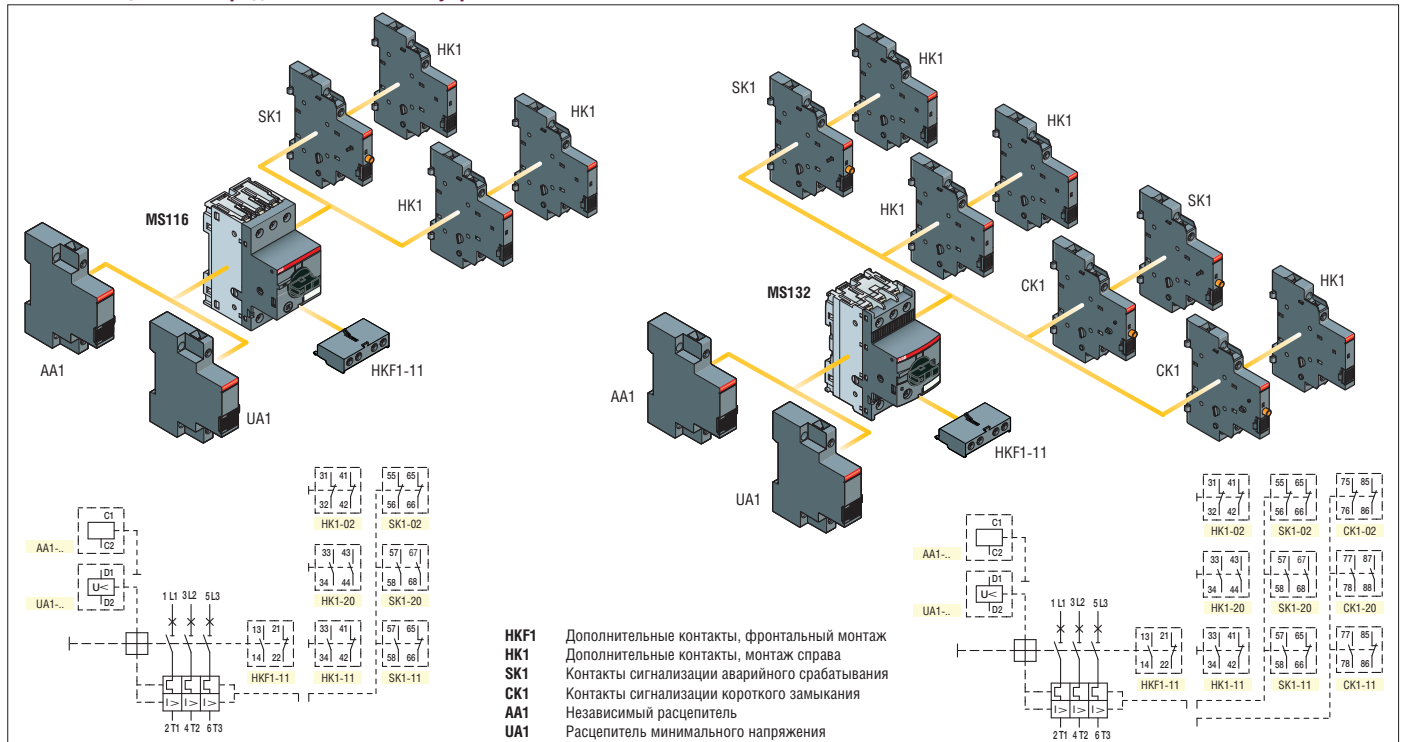 HK1
SK1
HK1
HK1
MS116
AA1
UA1
HKF1-11
HK1
SK1
HK1
HK1
SK1
CK1
HK1
CK1
MS132
AA1
UA1
HKF1-11
31 41
32 42
HK1-02
55 65
56 66
SK1-02
C1
C2
AA1-..
D1
U<
D2
UA1-..
33 43
34 44
HK1-20
57 67
58 68
SK1-20
1 L1 3 L2 5 L3
13 21
14 22
HKF1-11
33 41
34 42
HK1-11
57 65
58 66
SK1-11
I> I> I>
2 T1 4 T2 6 T3
HKF1 Дополнительные контакты, фронтальный монтаж
HK1 Дополнительные контакты, монтаж справа
SK1 Контакты сигнализации аварийного срабатывания
CK1 Контакты сигнализации короткого замыкания
AA1 Независимый расцепитель
UA1 Расцепитель минимального напряжения
31 41
32 42
HK1-02
55 65
56 66
SK1-02
75 85
76 86
CK1-02
C1
C2
AA1-..
D1
U<
D2
UA1-..
33 43
34 44
HK1-20
57 67
58 68
SK1-20
77 87
78 88
CK1-20
1 L1 3 L2 5 L3
13 21
14 22
HKF1-11
33 41
34 42
HK1-11
57 65
58 66
SK1-11
77 85
78 86
CK1-11
I> I> I>
2 T1 4 T2 6 T3